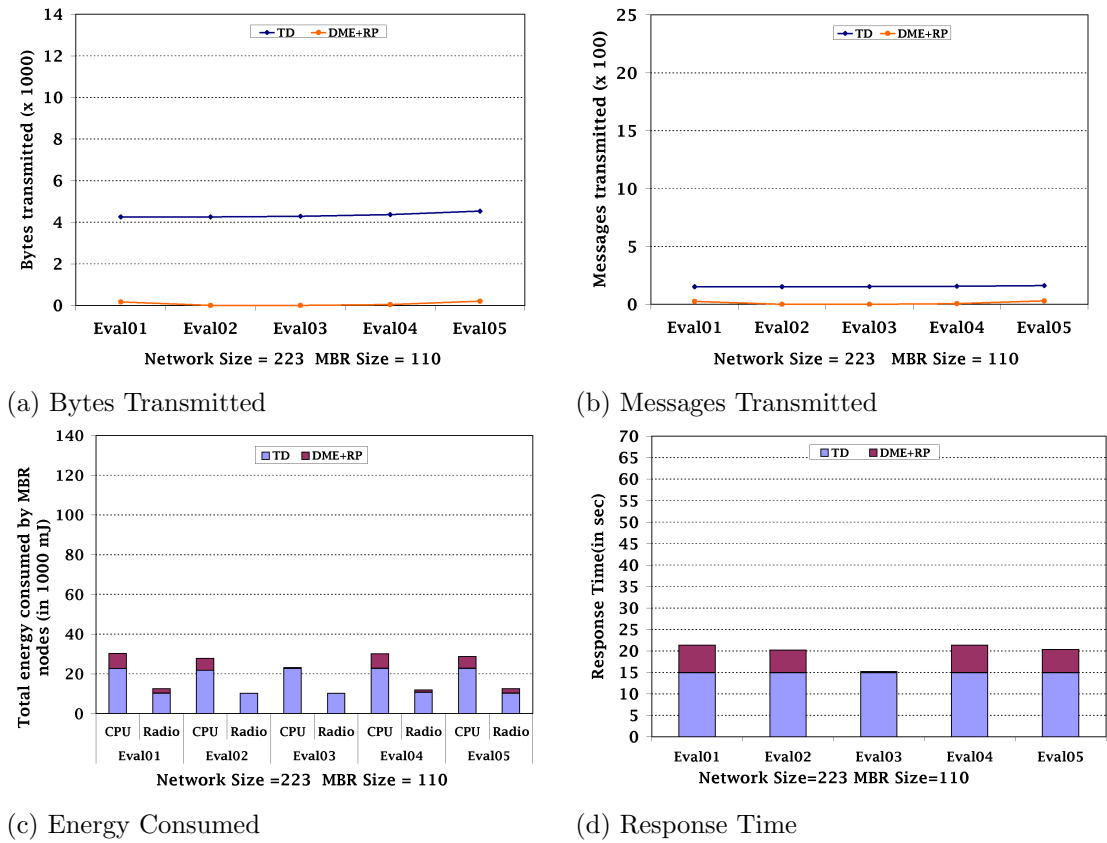 14
12
10
8
6
4
2
0
Bytes transmitted (x 1000)
TD DME+RP
Eval01 Eval02 Eval03 Eval04 Eval05
Network Size = 223 MBR Size = 110
(a) Bytes Transmitted
25
20
15
10
5
0
Messages transmitted (x 100)
TD DME+RP
Eval01 Eval02 Eval03 Eval04 Eval05
Network Size = 223 MBR Size = 110
(b) Messages Transmitted
140
120
100
80
60
40
20
0
Total energy consumed by MBR
nodes (in 1000 mJ)
TD DME+RP
CPU Radio CPU Radio CPU Radio CPU Radio CPU Radio
Eval01 Eval02 Eval03 Eval04 Eval05
Network Size =223 MBR Size = 110
(c) Energy Consumed
70
65
60
55
50
45
40
35
30
25
20
15
10
5
0
Response Time(in sec)
TD DME+RP
Eval01 Eval02 Eval03 Eval04 Eval05
Network Size=223 MBR Size=110
(d) Response Time